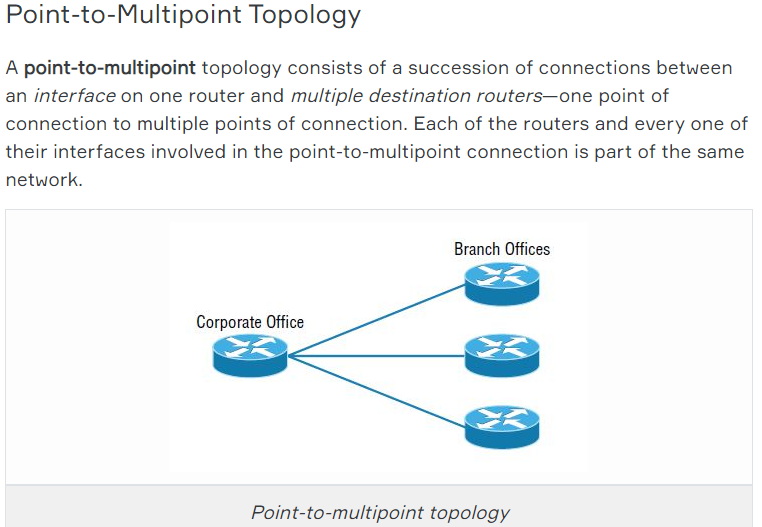 Point-to-Multipoint Topology
A point-to-multipoint topology consists of a succession of connections between
an interface on one router and multiple destination routers—one point of
connection to multiple points of connection. Each of the routers and every one of
their interfaces involved in the point-to-multipoint connection is part of the same
network.
Branch Offices
Corporate Office
Point-to-multipoint topology